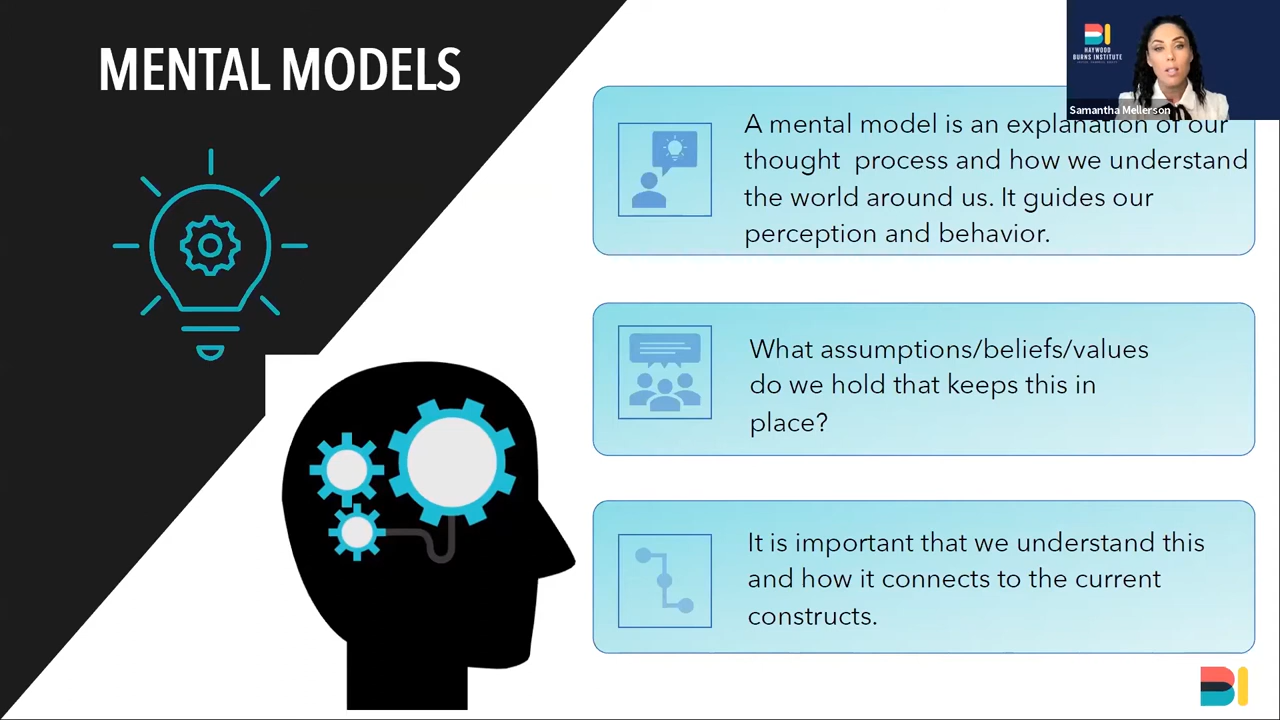 MENTAL MODELS
HAYWOOD
BURNS INSTITUTE
Samantha Mellerson
A mental model is an explanation of our
thought process and how we understand
the world around us. It guides our
perception and behavior.
What assumptions/beliefs/values
do we hold that keeps this in
place?
It is important that we understand this
and how it connects to the current
constructs.